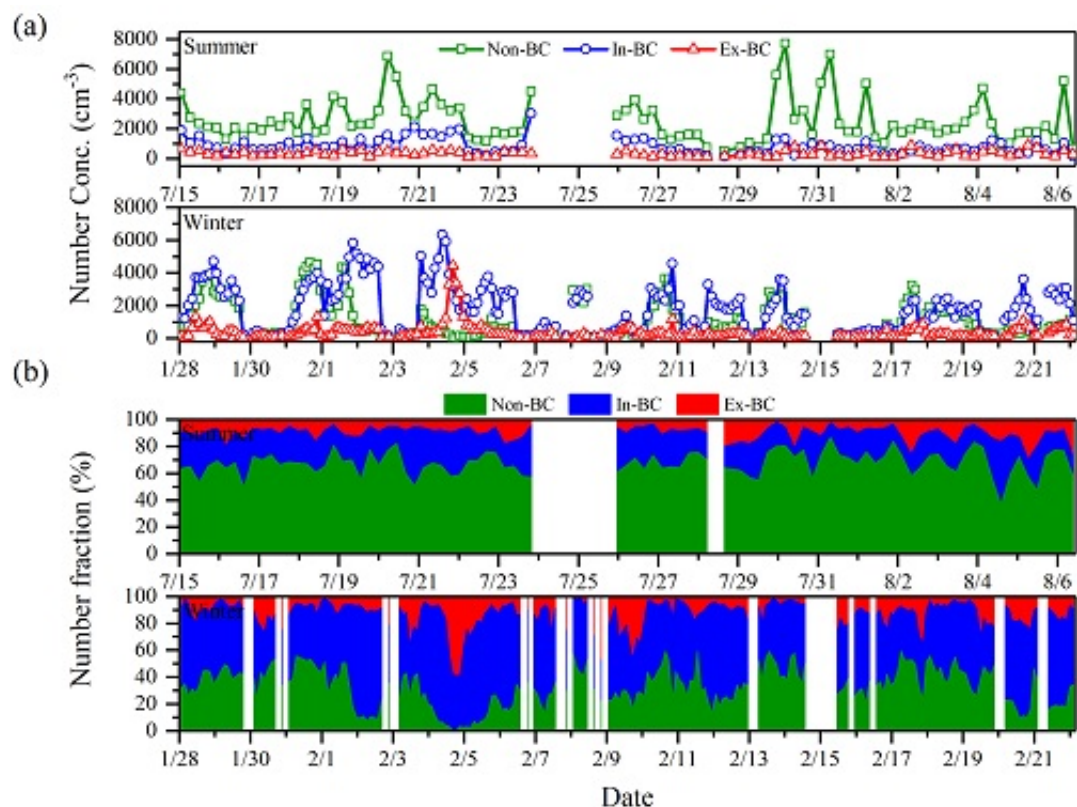 (a)
Summer
Non-BC In-BC Ex-BC
8000
6000
4000
2000
0
7/15 7/17 7/19 7/21 7/23 7/25 7/27 7/29 7/31 8/2 8/4 8/6
Number Conc. (cm-3)
Winter
8000
6000
4000
2000
0
1/28 1/30 2/1 2/3 2/5 2/7 2/9 2/11 2/13 2/15 2/17 2/19 2/21
(b)
Non-BC In-BC Ex-BC
Summer
100
80
60
40
20
0
7/15 7/17 7/19 7/21 7/23 7/25 7/27 7/29 7/31 8/2 8/4 8/6
Number fraction (%)
Winter
100
80
60
40
20
0
1/28 1/30 2/1 2/3 2/5 2/7 2/9 2/11 2/13 2/15 2/17 2/19 2/21
Date